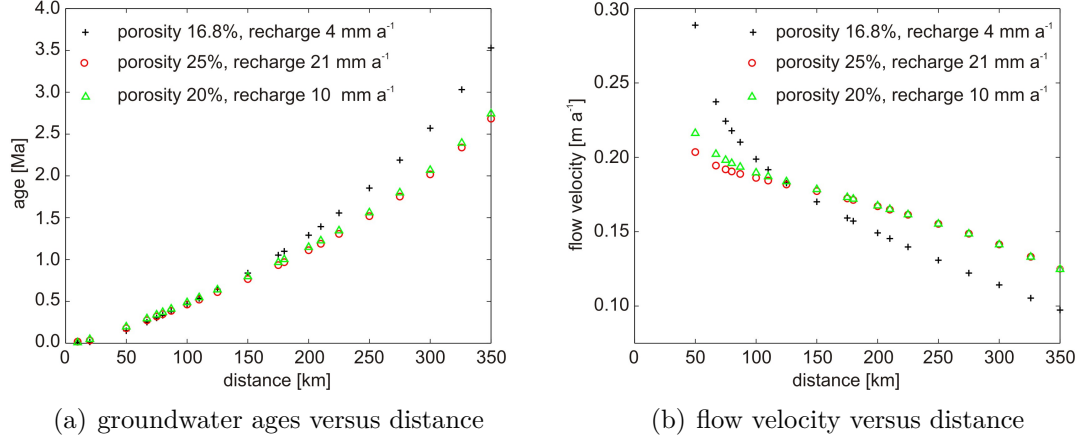 4.0
3.5
3.0
2.5
2.0
1.5
1.0
0.5
0.0
age [Ma]
+ porosity 16.8%, recharge 4 mm a⁻¹
○ porosity 25%, recharge 21 mm a⁻¹
△ porosity 20%, recharge 10 mm a⁻¹
0 50 100 150 200 250 300 350
distance [km]
(a) groundwater ages versus distance
0.30
0.25
0.20
0.15
0.10
flow velocity [m a⁻¹]
+ porosity 16.8%, recharge 4 mm a⁻¹
○ porosity 25%, recharge 21 mm a⁻¹
△ porosity 20%, recharge 10 mm a⁻¹
0 50 100 150 200 250 300 350
distance [km]
(b) flow velocity versus distance